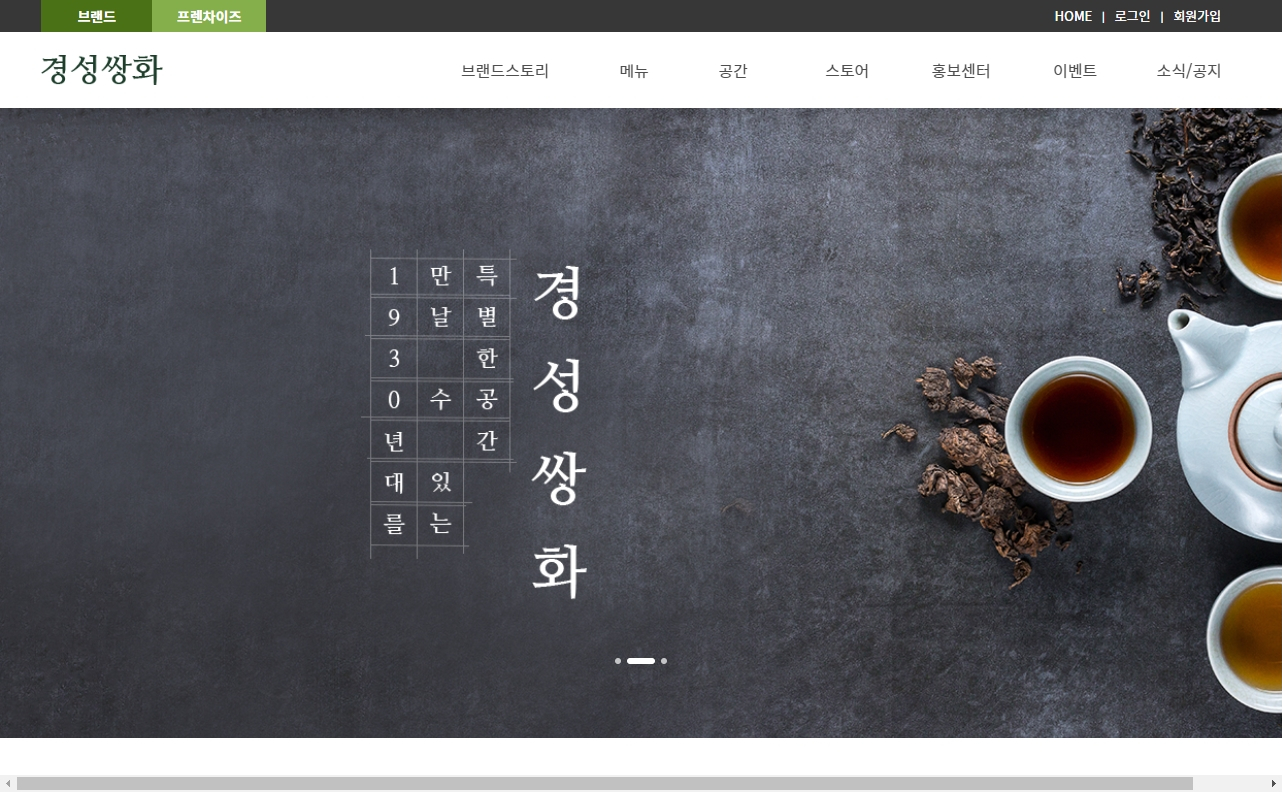 브랜드
프렌차이즈
HOME | 로그인 | 회원가입
경성쌍화
브랜드스토리
메뉴
공간
스토어
홍보센터
이벤트
소식/공지
경성쌍화
특별한공간
만날 수 있는
1930년대를